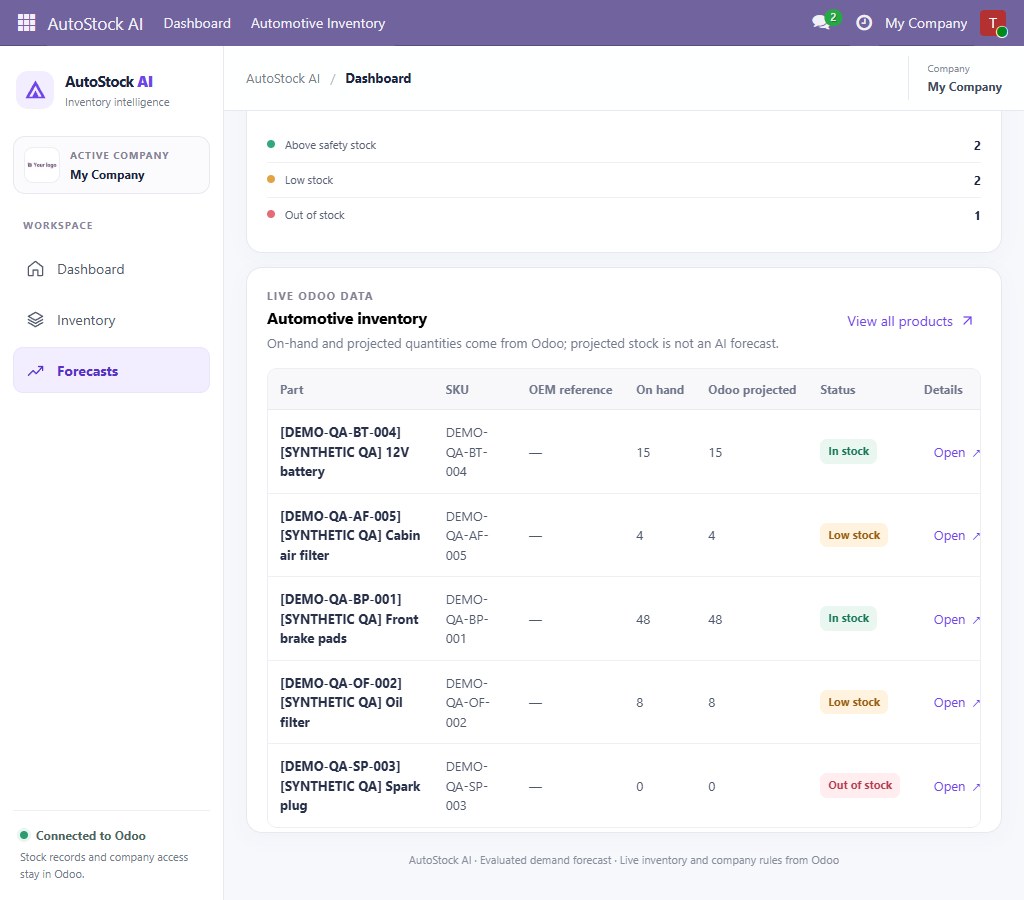 AutoStock AI Dashboard Automotive Inventory 2 My Company T
AutoStock AI
Inventory intelligence
AutoStock AI / Dashboard
Company
My Company
Your logo
ACTIVE COMPANY
My Company
WORKSPACE
Dashboard
Inventory
Forecasts
Above safety stock 2
Low stock 2
Out of stock 1
LIVE ODOO DATA
Automotive inventory
View all products
On-hand and projected quantities come from Odoo; projected stock is not an AI forecast.
Part SKU OEM reference On hand Odoo projected Status Details
[DEMO-QA-BT-004]
[SYNTHETIC QA] 12V
battery
DEMO-
QA-BT-
004
— 15 15 In stock Open ↗
[DEMO-QA-AF-005]
[SYNTHETIC QA] Cabin
air filter
DEMO-
QA-AF-
005
— 4 4 Low stock Open ↗
[DEMO-QA-BP-001]
[SYNTHETIC QA] Front
brake pads
DEMO-
QA-BP-
001
— 48 48 In stock Open ↗
[DEMO-QA-OF-002]
[SYNTHETIC QA] Oil
filter
DEMO-
QA-OF-
002
— 8 8 Low stock Open ↗
[DEMO-QA-SP-003]
[SYNTHETIC QA] Spark
plug
DEMO-
QA-SP-
003
— 0 0 Out of stock Open ↗
Connected to Odoo
Stock records and company access
stay in Odoo.
AutoStock AI · Evaluated demand forecast · Live inventory and company rules from Odoo